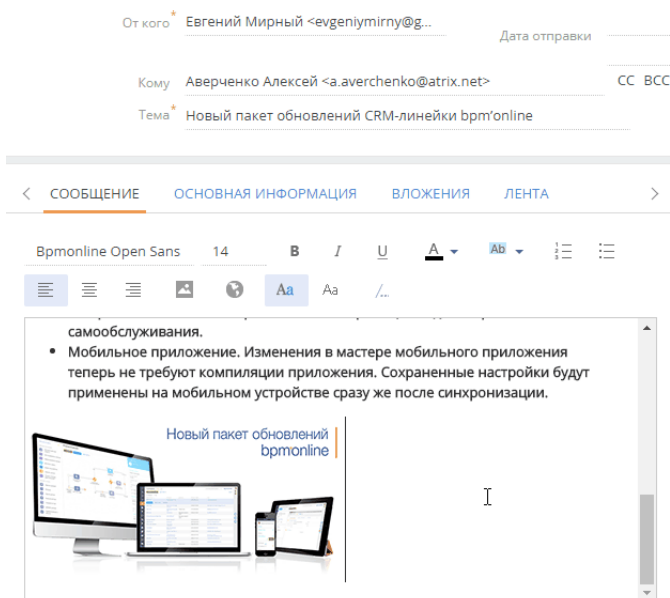 От кого* Евгений Мирный <evgeniymirny@g...
Дата отправки
Кому Аверченко Алексей <a.averchenko@atrix.net> CC BCC
Тема* Новый пакет обновлений CRM-линейки bpm'online
СООБЩЕНИЕ ОСНОВНАЯ ИНФОРМАЦИЯ ВЛОЖЕНИЯ ЛЕНТА
Bpmonline Open Sans 14 B I U A Ab
Aa Aa
самообслуживания.
• Мобильное приложение. Изменения в мастере мобильного приложения
теперь не требуют компиляции приложения. Сохраненные настройки будут
применены на мобильном устройстве сразу же после синхронизации.
Новый пакет обновлений
bpm'online